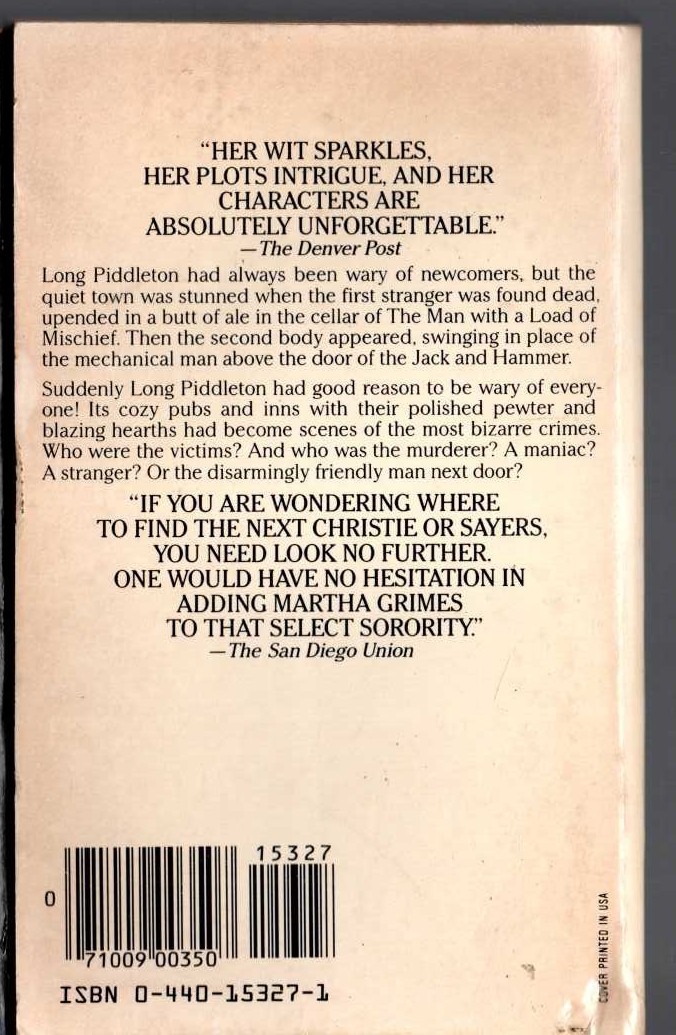 “HER WIT SPARKLES,
HER PLOTS INTRIGUE, AND HER
CHARACTERS ARE
ABSOLUTELY UNFORGETTABLE.”
—The Denver Post
Long Piddleton had always been wary of newcomers, but the
quiet town was stunned when the first stranger was found dead,
upended in a butt of ale in the cellar of The Man with a Load of
Mischief. Then the second body appeared, swinging in place of
the mechanical man above the door of the Jack and Hammer.
Suddenly Long Piddleton had good reason to be wary of every-
one! Its cozy pubs and inns with their polished pewter and
blazing hearths had become scenes of the most bizarre crimes.
Who were the victims? And who was the murderer? A maniac?
A stranger? Or the disarmingly friendly man next door?
“IF YOU ARE WONDERING WHERE
TO FIND THE NEXT CHRISTIE OR SAYERS,
YOU NEED LOOK NO FURTHER.
ONE WOULD HAVE NO HESITATION IN
ADDING MARTHA GRIMES
TO THAT SELECT SORORITY.”
—The San Diego Union
15327
0
71009 00350
ISBN 0-440-15327-1
COVER PRINTED IN USA